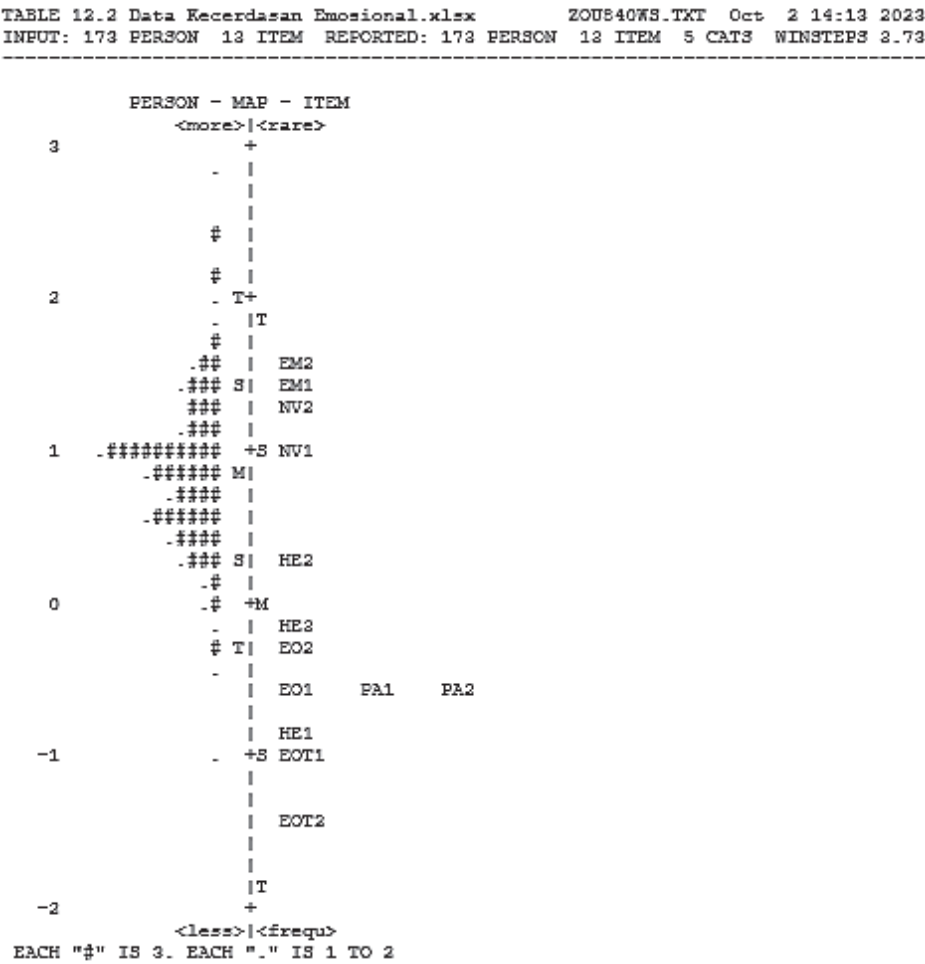 TABLE 12.2 Data Kecerdasan Emosional.xlsx         ZOU840WS.TXT  Oct  2 14:13 2023
INPUT: 173 PERSON  13 ITEM  REPORTED: 173 PERSON  13 ITEM  5 CATS  WINSTEPS 3.73
--------------------------------------------------------------------------------
           PERSON - MAP - ITEM
               <more>|<rare>
    3                +
                  .  |
                     |
                     |
                  #  |
                     |
                  #  |
    2             . T+
                  .  |T
                  #  |
                .##  |  EM2
               .### S|  EM1
                ###  |  NV2
               .###  |
    1   .##########  +S NV1
            .###### M|
              .####  |
            .######  |
              .####  |
               .### S|  HE2
                 .#  |
    0            .#  +M
                  .  |  HE3
                  # T|  EO2
                  .  |
                     |  EO1    PA1    PA2
                     |
                     |  HE1
   -1             .  +S EOT1
                     |
                     |
                     |  EOT2
                     |
                     |
                     |T
   -2                +
               <less>|<frequ>
 EACH "#" IS 3. EACH "." IS 1 TO 2